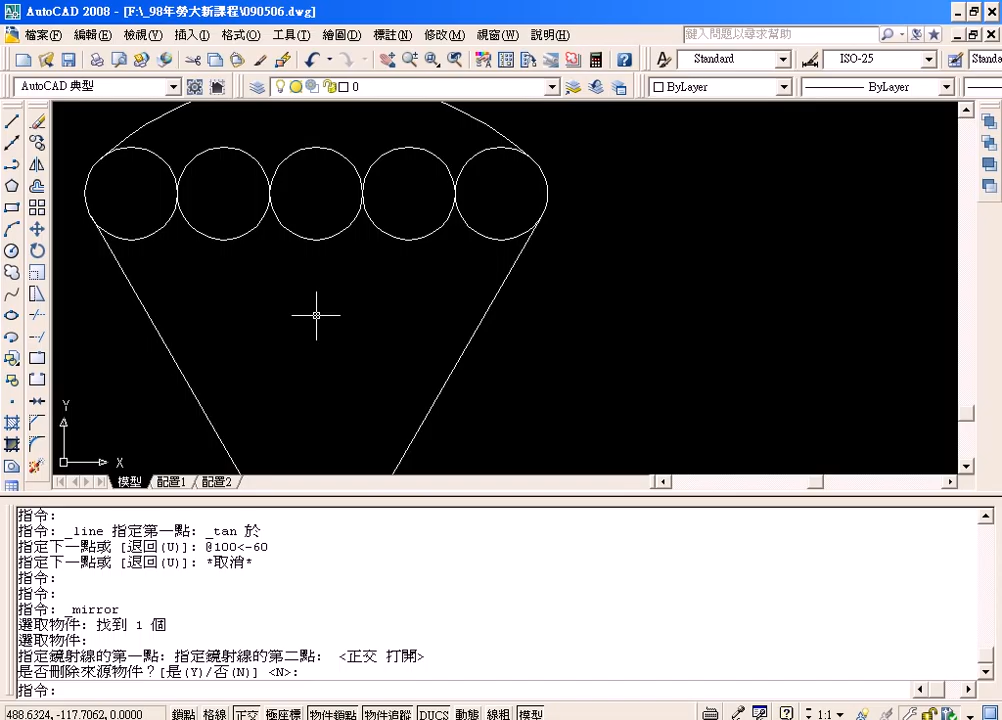 AutoCAD 2008 - [F:\_98年勞大新課程\090506.dwg]
檔案(F) 編輯(E) 檢視(V) 插入(I) 格式(O) 工具(T) 繪圖(D) 標註(N) 修改(M) 視窗(W) 說明(H) 鍵入問題以尋求幫助
Standard ISO-25 Standa
AutoCAD 典型 0 ByLayer ByLayer
Y
X
模型 配置1 配置2
指令:
指令: _line 指定第一點: _tan 於
指定下一點或 [退回(U)]: @100<-60
指定下一點或 [退回(U)]: *取消*
指令:
指令:
指令: _mirror
選取物件: 找到 1 個
選取物件:
指定鏡射線的第一點: 指定鏡射線的第二點: <正交 打開>
是否刪除來源物件？[是(Y)/否(N)] <N>:
指令:
488.6324, -117.7062, 0.0000 鎖點 格線 正交 極座標 物件鎖點 物件追蹤 DUCS 動態 線粗 模型 1:1